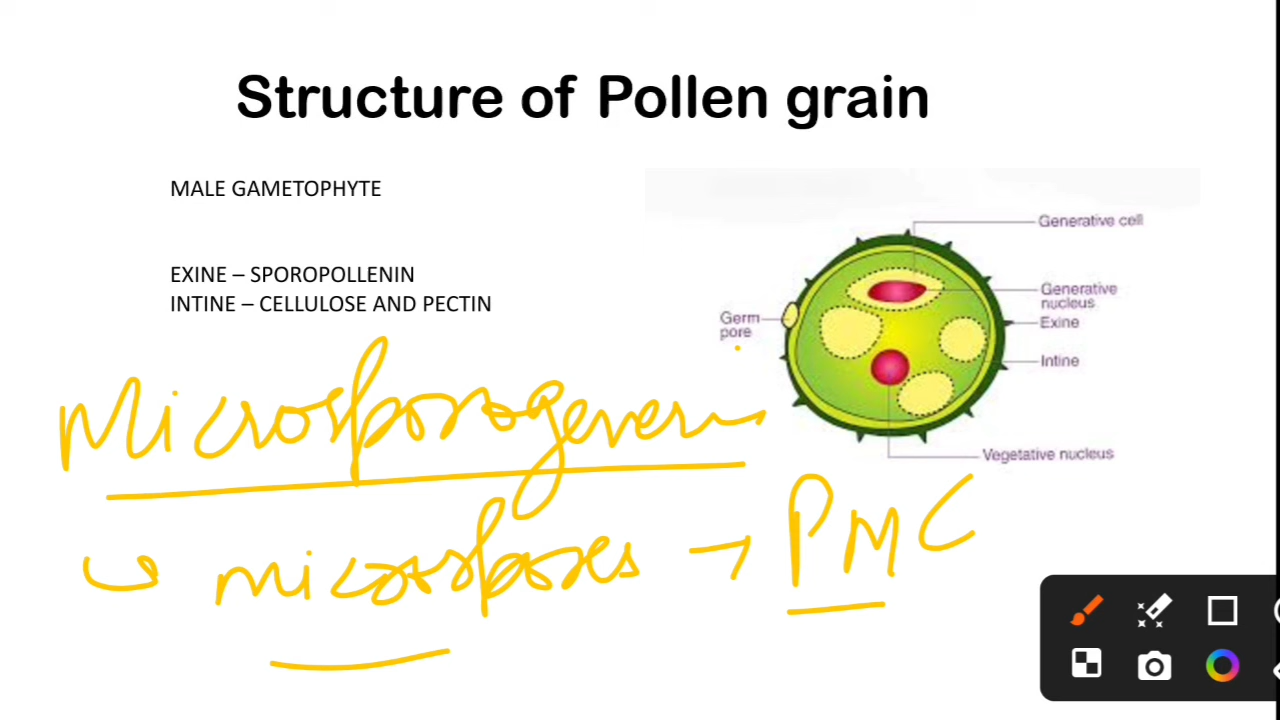 Structure of Pollen grain
MALE GAMETOPHYTE
EXINE – SPOROPOLLENIN
INTINE – CELLULOSE AND PECTIN
Generative cell
Generative
nucleus
Exine
Intine
Germ
pore
Vegetative nucleus
Microsporogenesis
microspores → PMC